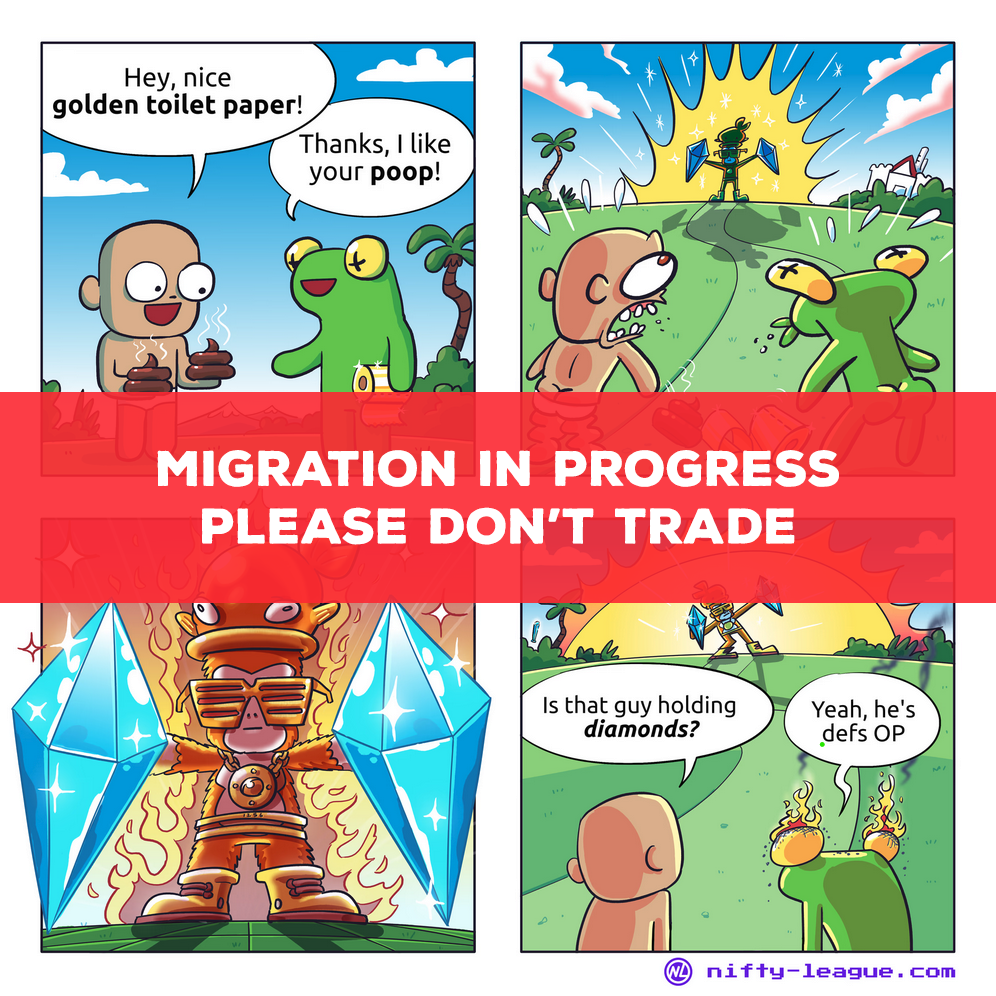 Hey, nice
golden toilet paper!
Thanks, I like
your poop!
MIGRATION IN PROGRESS
PLEASE DON'T TRADE
Is that guy holding
diamonds?
Yeah, he's
defs OP
NL nifty-league.com